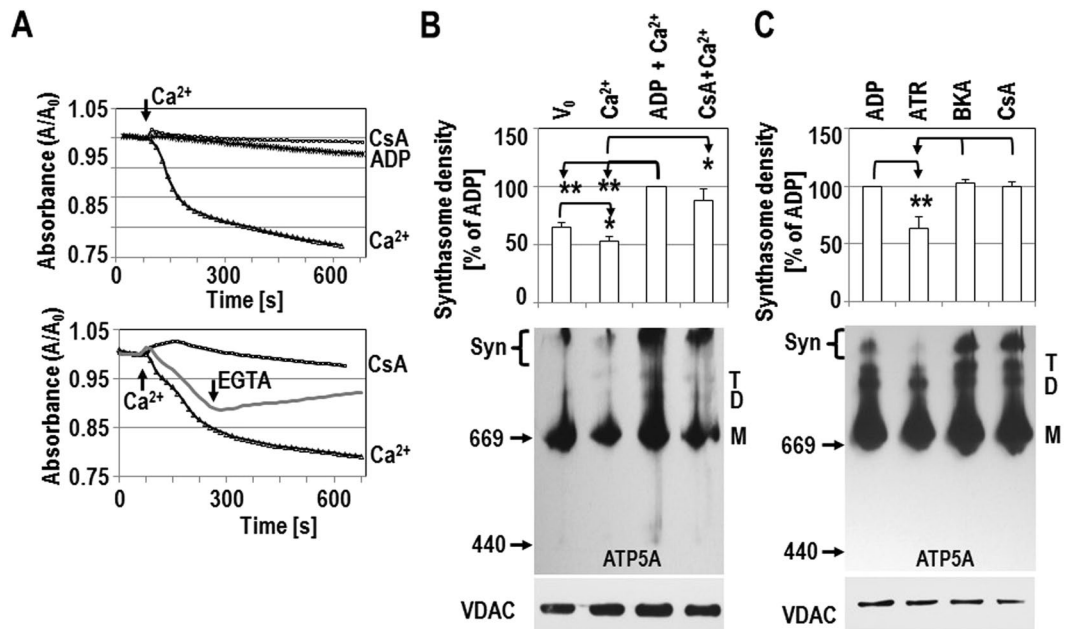 A
Absorbance (A/A0)
1.05
0.95
0.85
0.75
Ca2+
CsA
ADP
Ca2+
0
300
600
Time [s]
Absorbance (A/A0)
1.05
0.95
0.85
0.75
Ca2+
EGTA
CsA
Ca2+
0
300
600
Time [s]
B
V0
Ca2+
ADP + Ca2+
CsA+Ca2+
Synthasome density
[% of ADP]
150
100
50
0
**
**
*
*
Syn
T
D
M
669
440
ATP5A
VDAC
C
ADP
ATR
BKA
CsA
Synthasome density
[% of ADP]
150
100
50
0
**
Syn
T
D
M
669
440
ATP5A
VDAC